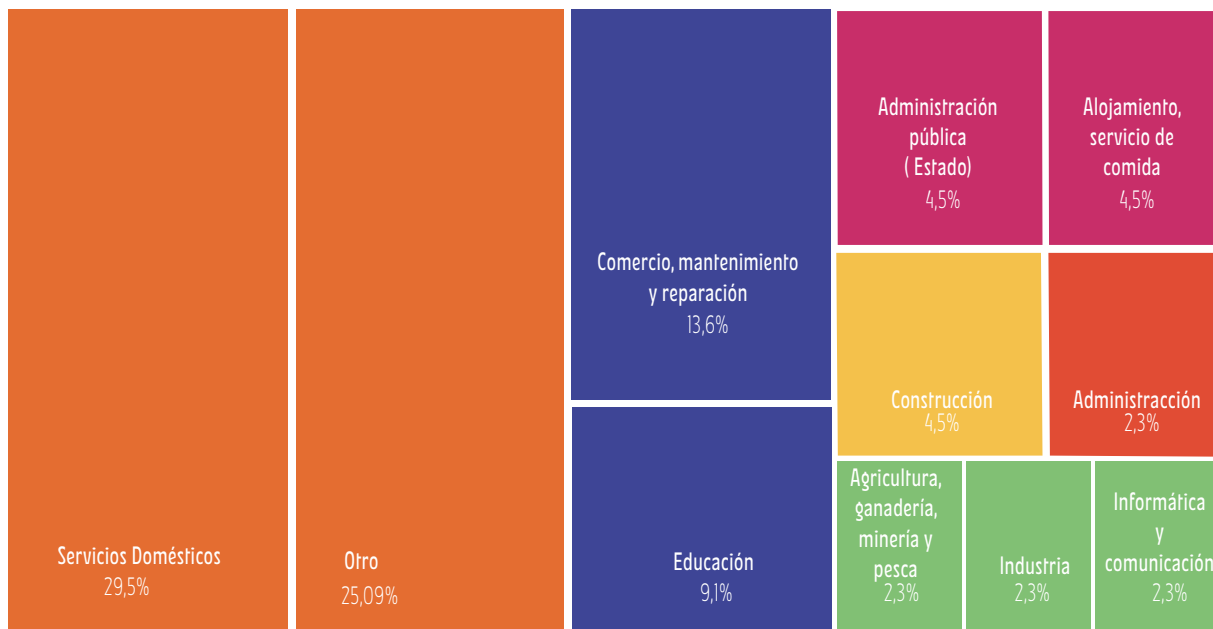 Servicios Domésticos
29,5%
Otro
25,09%
Comercio, mantenimiento
y reparación
13,6%
Educación
9,1%
Administración
pública
( Estado)
4,5%
Alojamiento,
servicio de
comida
4,5%
Construcción
4,5%
Administracción
2,3%
Agricultura,
ganadería,
minería y
pesca
2,3%
Industria
2,3%
Informática
y
comunicación
2,3%